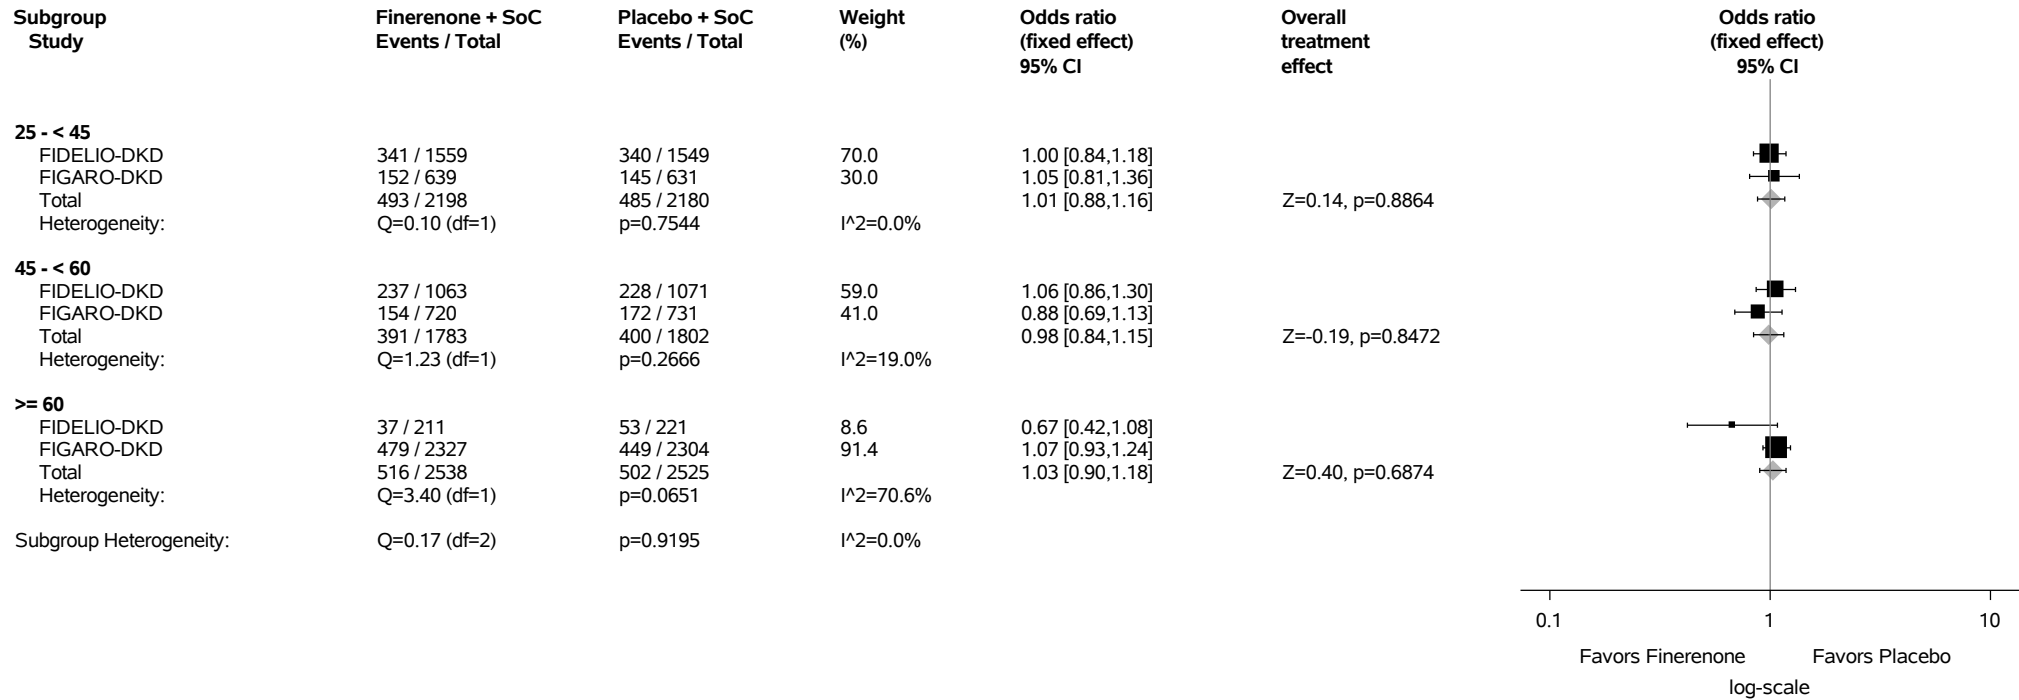 Subgroup Finerenone + SoC Placebo + SoC Weight Odds ratio Overall Odds ratio
Study Events / Total Events / Total (%) (fixed effect) treatment (fixed effect)
95% CI effect 95% CI
25 - < 45
FIDELIO-DKD 341 / 1559 340 / 1549 70.0 1.00 [0.84,1.18]
FIGARO-DKD 152 / 639 145 / 631 30.0 1.05 [0.81,1.36]
Total 493 / 2198 485 / 2180 1.01 [0.88,1.16] Z=0.14, p=0.8864
Heterogeneity: Q=0.10 (df=1) p=0.7544 I^2=0.0%
45 - < 60
FIDELIO-DKD 237 / 1063 228 / 1071 59.0 1.06 [0.86,1.30]
FIGARO-DKD 154 / 720 172 / 731 41.0 0.88 [0.69,1.13]
Total 391 / 1783 400 / 1802 0.98 [0.84,1.15] Z=-0.19, p=0.8472
Heterogeneity: Q=1.23 (df=1) p=0.2666 I^2=19.0%
>= 60
FIDELIO-DKD 37 / 211 53 / 221 8.6 0.67 [0.42,1.08]
FIGARO-DKD 479 / 2327 449 / 2304 91.4 1.07 [0.93,1.24]
Total 516 / 2538 502 / 2525 1.03 [0.90,1.18] Z=0.40, p=0.6874
Heterogeneity: Q=3.40 (df=1) p=0.0651 I^2=70.6%
Subgroup Heterogeneity: Q=0.17 (df=2) p=0.9195 I^2=0.0%
0.1 1 10
Favors Finerenone Favors Placebo
log-scale